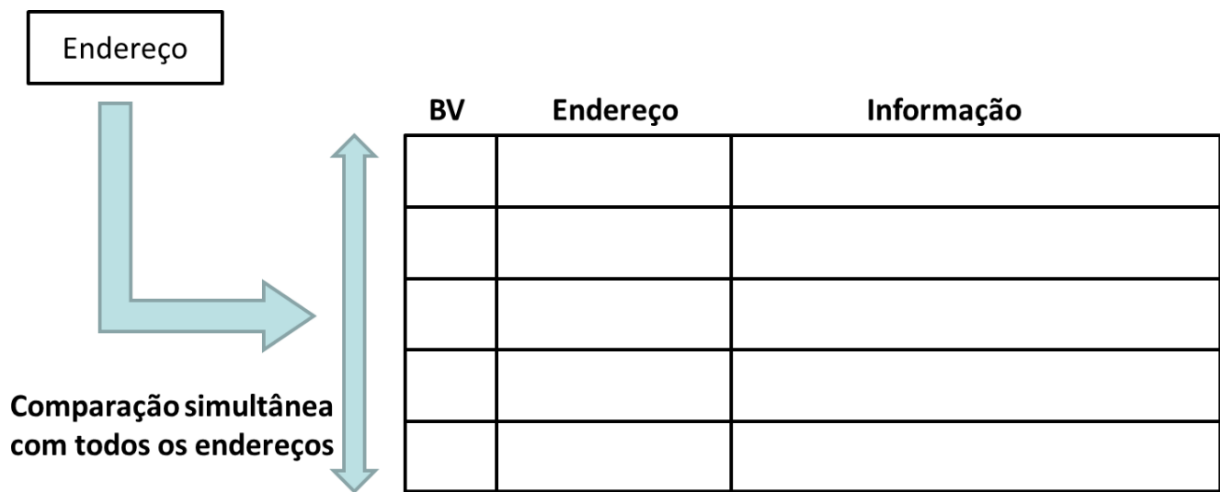 Endereço
BV Endereço Informação
Comparação simultânea
com todos os endereços